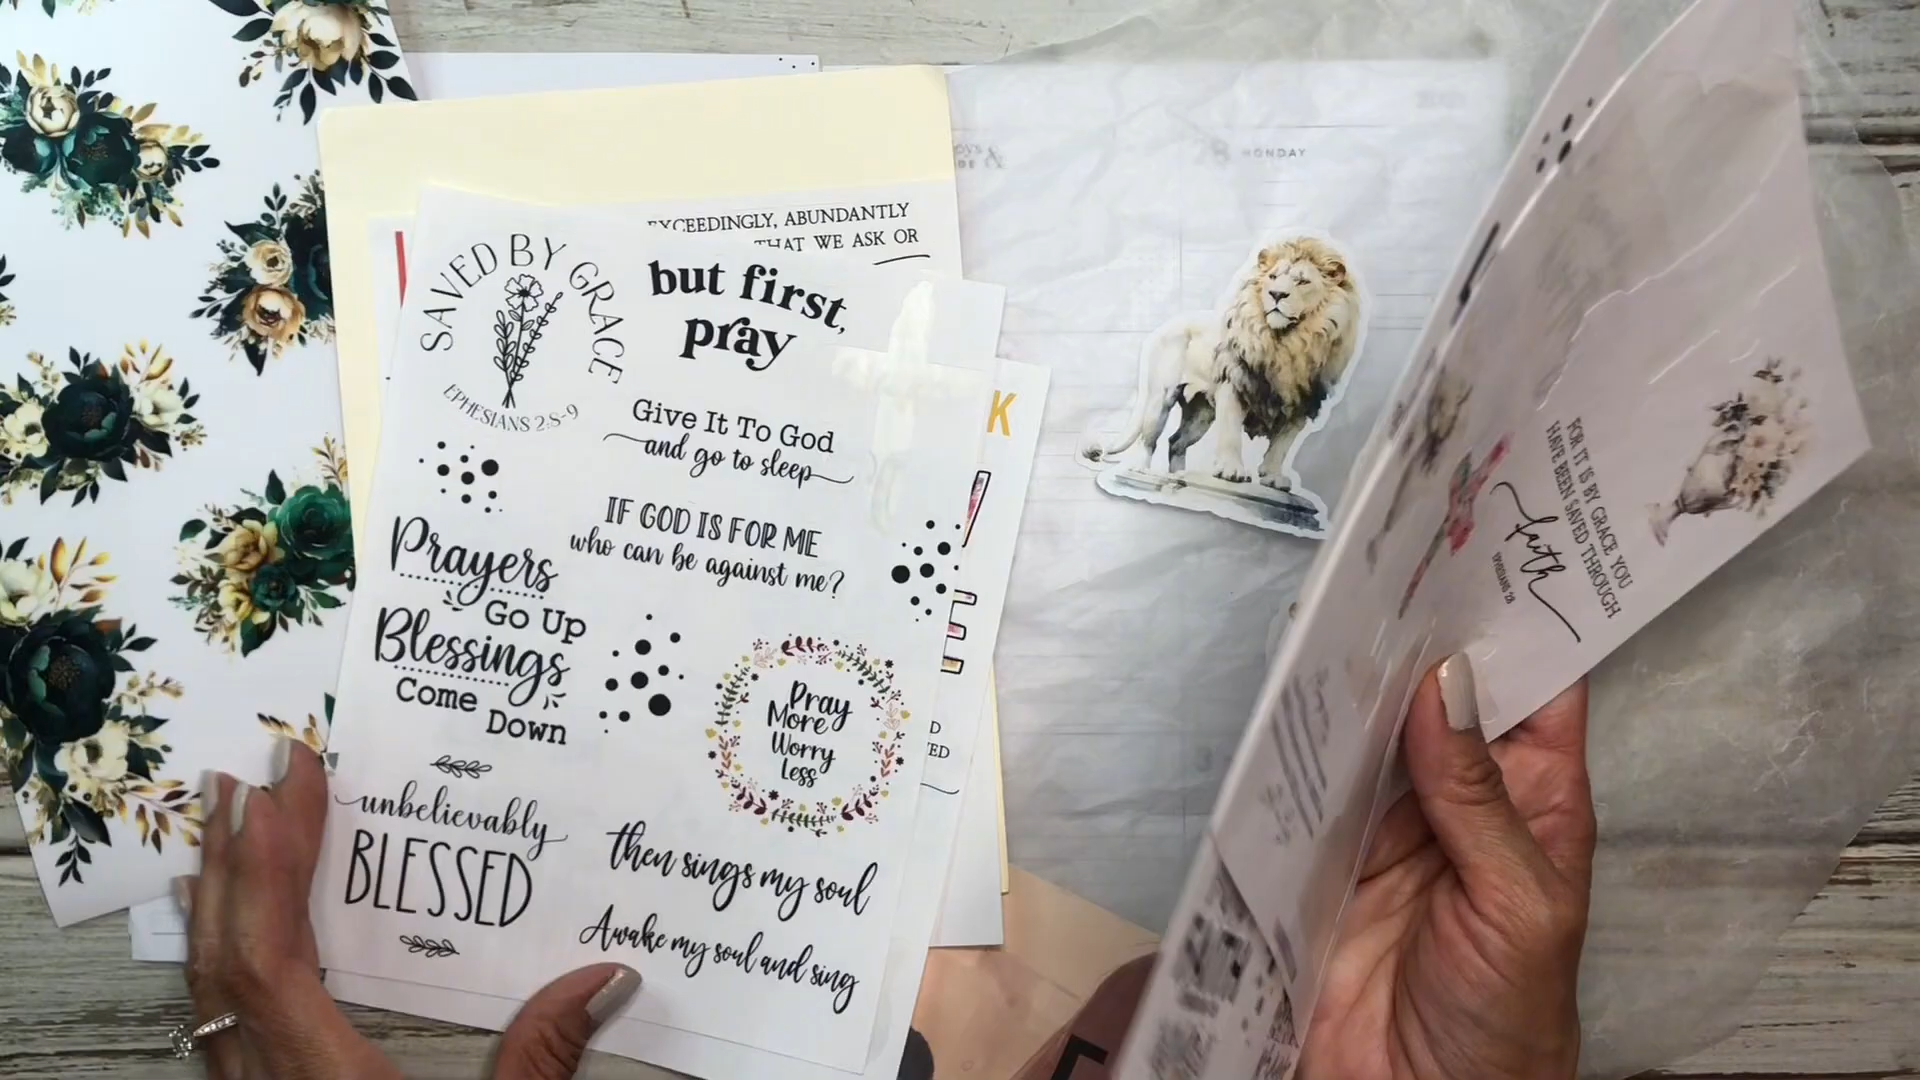 EXCEEDINGLY, ABUNDANTLY
THAT WE ASK OR
SAVED BY GRACE
EPHESIANS 2:8-9
but first,
pray
Give It To God
and go to sleep
IF GOD IS FOR ME
who can be against me?
Prayers
Go Up
Blessings
Come Down
Pray
More
Worry
Less
unbelievably
BLESSED
then sings my soul
Awake my soul and sing
K
E
D
ED
28 MONDAY
FOR IT IS BY GRACE YOU
HAVE BEEN SAVED THROUGH
faith